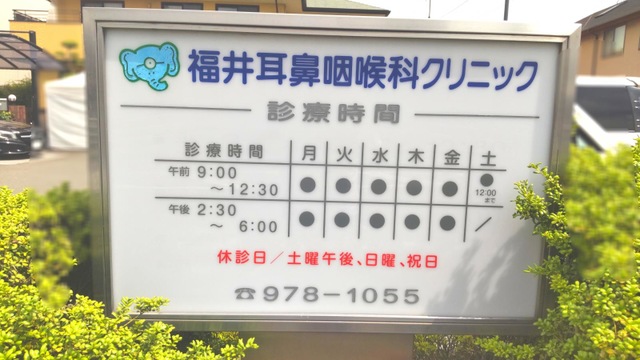 福井耳鼻咽喉科クリニック
診療時間
診療時間 月 火 水 木 金 土
午前 9:00 ～12:30 ● ● ● ● ● ● 12:00まで
午後 2:30 ～ 6:00 ● ● ● ● ● ／
休診日／土曜午後、日曜、祝日
☎978-1055